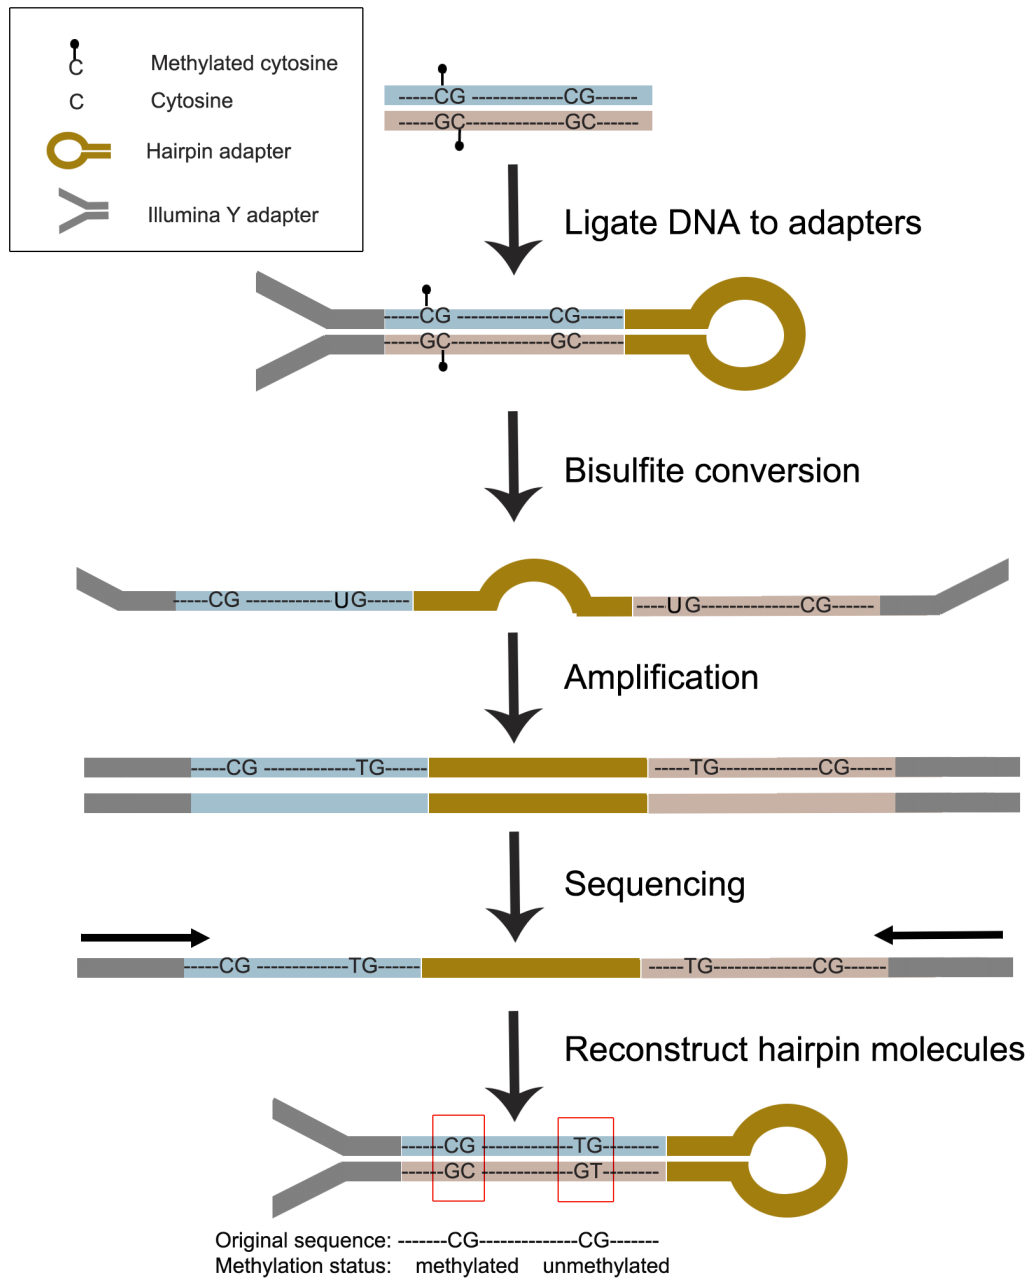 C Methylated cytosine
C Cytosine
Hairpin adapter
Illumina Y adapter
-----CG -------------CG------
-----GC--------------GC------
Ligate DNA to adapters
-----CG --------------CG------
-----GC---------------GC------
Bisulfite conversion
-----CG --------------UG------
----UG----------------CG-------
Amplification
-----CG --------------TG------
-----TG----------------CG------
Sequencing
-----CG --------------TG------
-----TG----------------CG------
Reconstruct hairpin molecules
------CG --------------TG--------
------GC --------------GT--------
Original sequence: -------CG--------------CG-------
Methylation status: methylated unmethylated